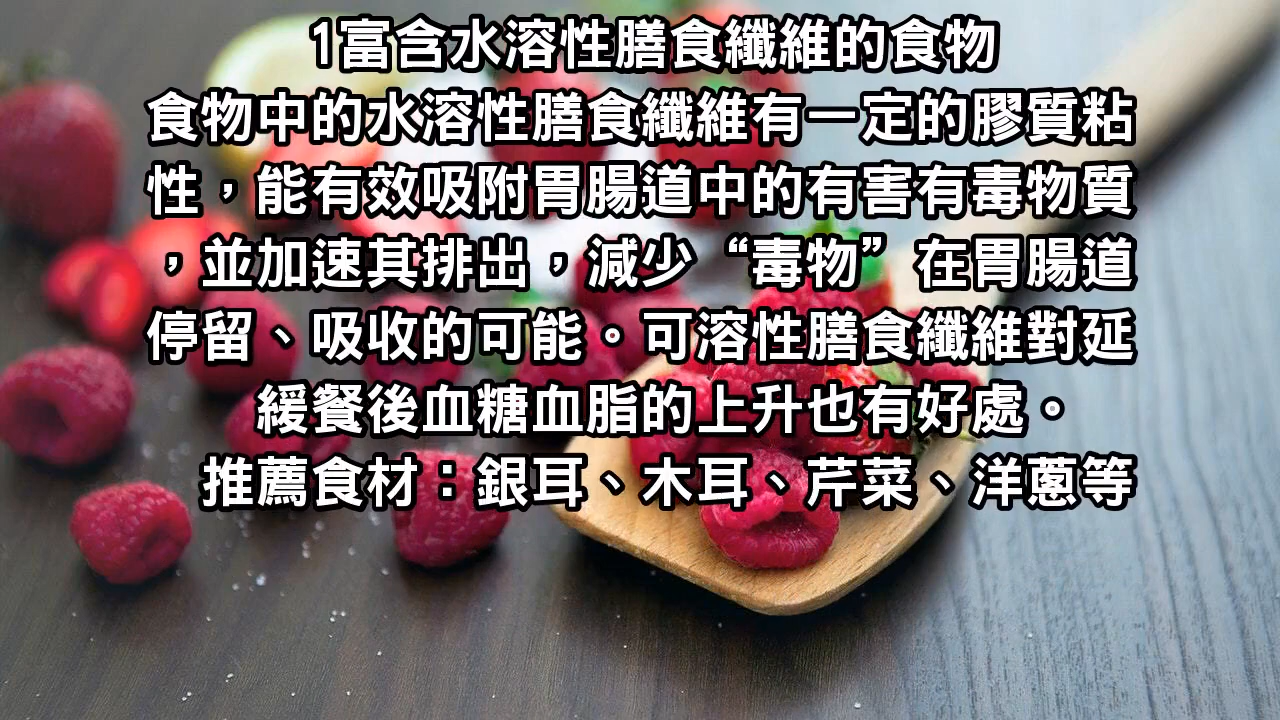 1富含水溶性膳食纖維的食物
食物中的水溶性膳食纖維有一定的膠質粘
性，能有效吸附胃腸道中的有害有毒物質
，並加速其排出，減少“毒物”在胃腸道
停留、吸收的可能。可溶性膳食纖維對延
緩餐後血糖血脂的上升也有好處。
推薦食材：銀耳、木耳、芹菜、洋蔥等